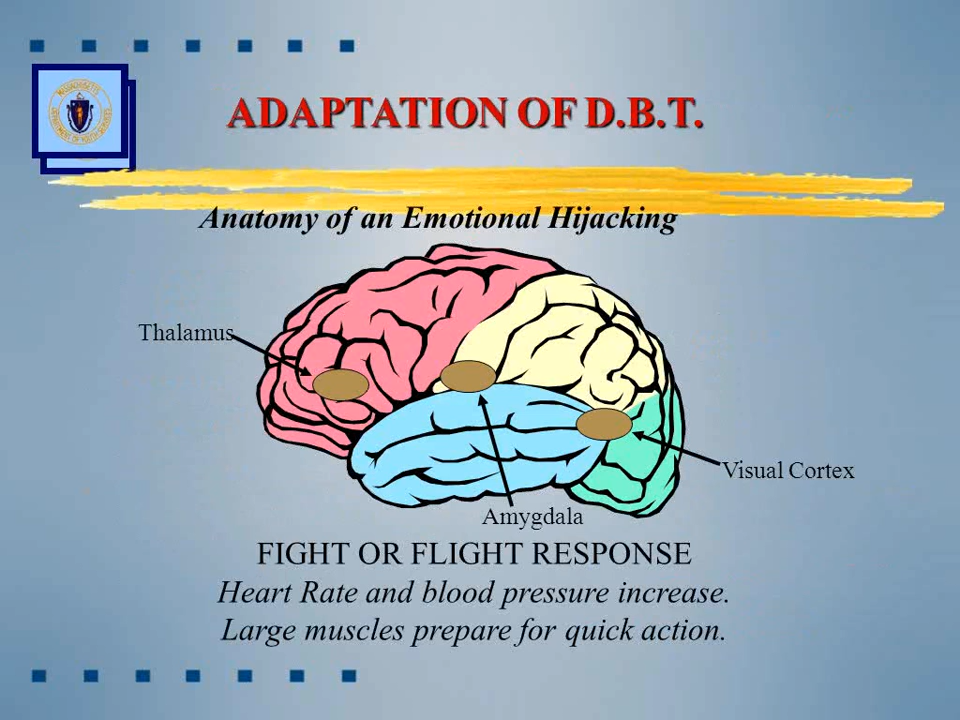 ADAPTATION OF D.B.T.
Anatomy of an Emotional Hijacking
Thalamus
Visual Cortex
Amygdala
FIGHT OR FLIGHT RESPONSE
Heart Rate and blood pressure increase.
Large muscles prepare for quick action.